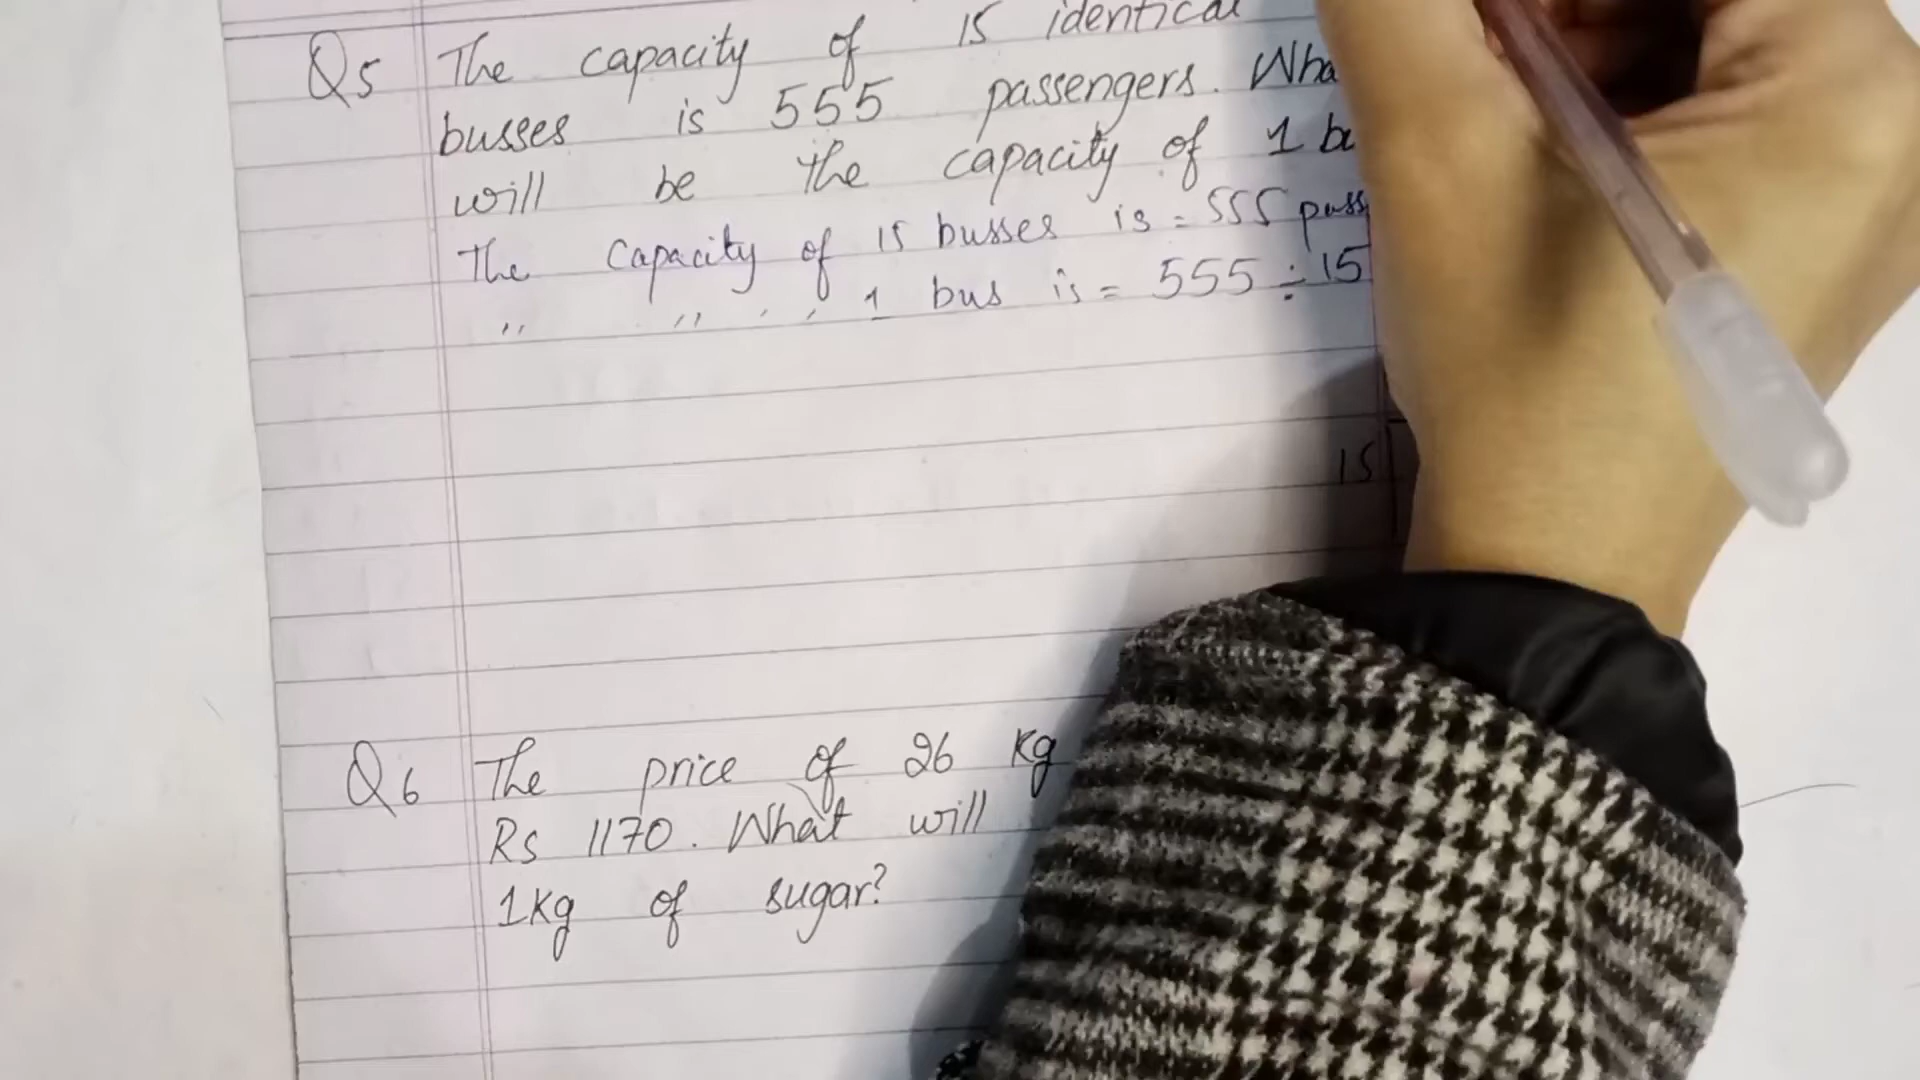 Q5 The capacity of 15 identical
busses is 555 passengers. Wha
will be the capacity of 1 bu
The Capacity of 15 busses is = 555 pass
,, ,, , , 1 bus is = 555 ÷ 15
15
Q6 The price of 26 kg
Rs 1170. What will
1kg of sugar?